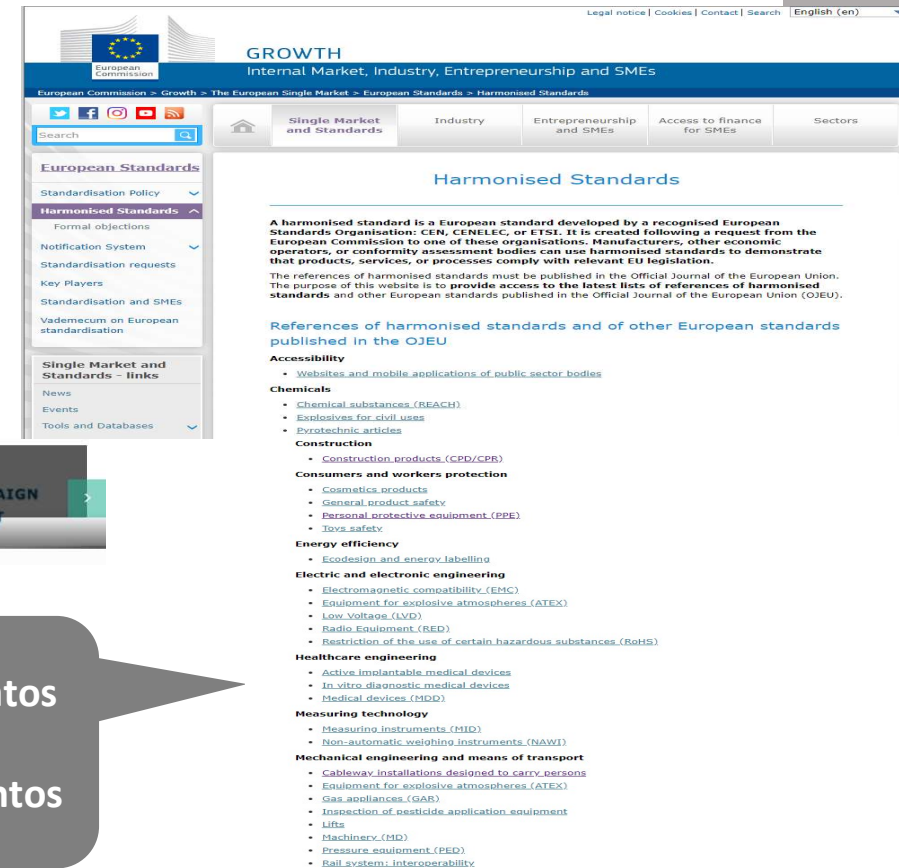 Legal notice | Cookies | Contact | Search English (en)
European
Commission
GROWTH
Internal Market, Industry, Entrepreneurship and SMEs
European Commission > Growth > The European Single Market > European Standards > Harmonised Standards
Search
Single Market
and Standards
Industry
Entrepreneurship
and SMEs
Access to finance
for SMEs
Sectors
European Standards
Standardisation Policy
Harmonised Standards
Formal objections
Notification System
Standardisation requests
Key Players
Standardisation and SMEs
Vademecum on European
standardisation
Single Market and
Standards - links
News
Events
Tools and Databases
Harmonised Standards
A harmonised standard is a European standard developed by a recognised European
Standards Organisation: CEN, CENELEC, or ETSI. It is created following a request from the
European Commission to one of these organisations. Manufacturers, other economic
operators, or conformity assessment bodies can use harmonised standards to demonstrate
that products, services, or processes comply with relevant EU
legislation.
The references of harmonised standards must be published in the Official Journal of the European Union.
The purpose of this website is to provide access to the latest lists of references of harmonised
standards and other European standards published in the Official Journal of the European Union (OJEU).
References of harmonised standards and of other European standards
published in the OJEU
Accessibility
• Websites and mobile applications of public sector bodies
Chemicals
• Chemical substances (REACH)
• Explosives for civil uses
• Pyrotechnic articles
Construction
• Construction products (CPD/CPR)
Consumers and workers protection
• Cosmetics products
• General product safety
• Personal protective equipment (PPE)
• Toys safety
Energy efficiency
• Ecodesign and energy labelling
Electric and electronic engineering
• Electromagnetic compatibility (EMC)
• Equipment for explosive atmospheres (ATEX)
• Low Voltage (LVD)
• Radio Equipment (RED)
• Restriction of the use of certain hazardous substances (RoHS)
Healthcare engineering
• Active implantable medical devices
• In vitro diagnostic medical devices
• Medical devices (MDD)
Measuring technology
• Measuring instruments (MID)
• Non-automatic weighing instruments (NAWI)
Mechanical engineering and means of transport
• Cableway installations designed to carry persons
• Equipment for explosive atmospheres (ATEX)
• Gas appliances (GAR)
• Inspection of pesticide application equipment
• Lifts
• Machinery (MD)
• Pressure equipment (PED)
• Rail system: interoperability